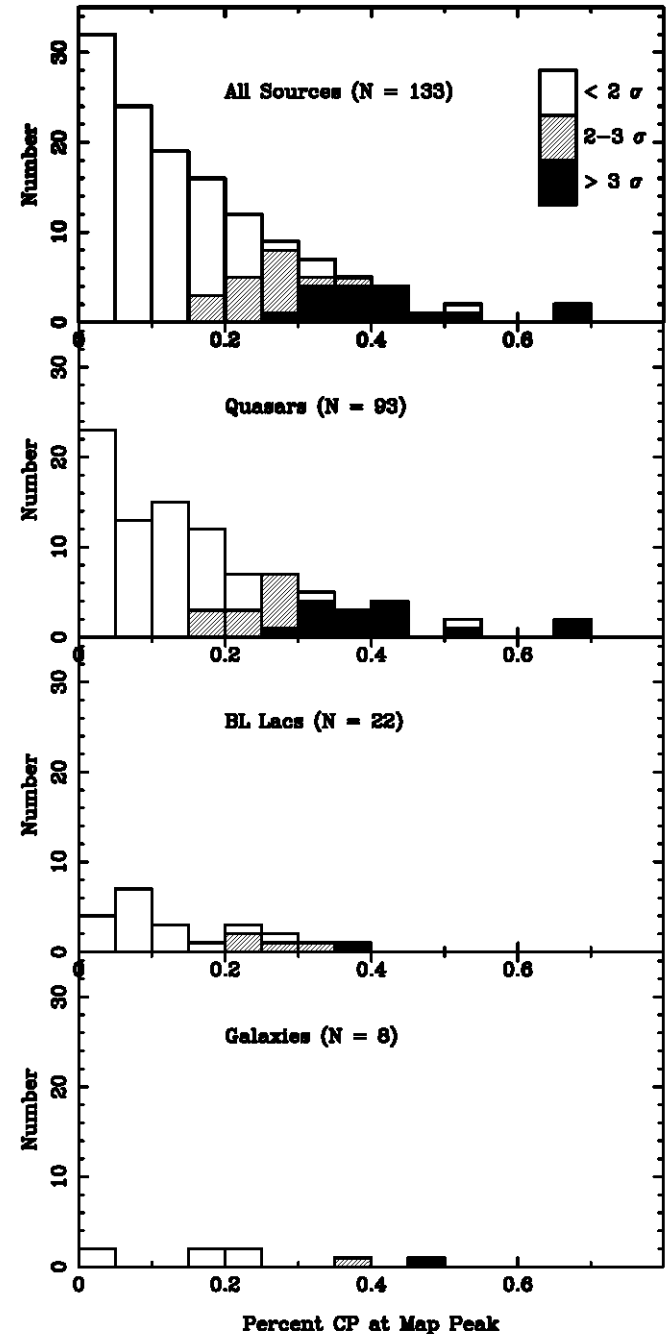 30
20
10
0
Number
All Sources (N = 133)
< 2 σ
2-3 σ
> 3 σ
0 0.2 0.4 0.6
30
20
10
0
Number
Quasars (N = 93)
0 0.2 0.4 0.6
30
20
10
0
Number
BL Lacs (N = 22)
0 0.2 0.4 0.6
30
20
10
0
Number
Galaxies (N = 8)
0 0.2 0.4 0.6
Percent CP at Map Peak